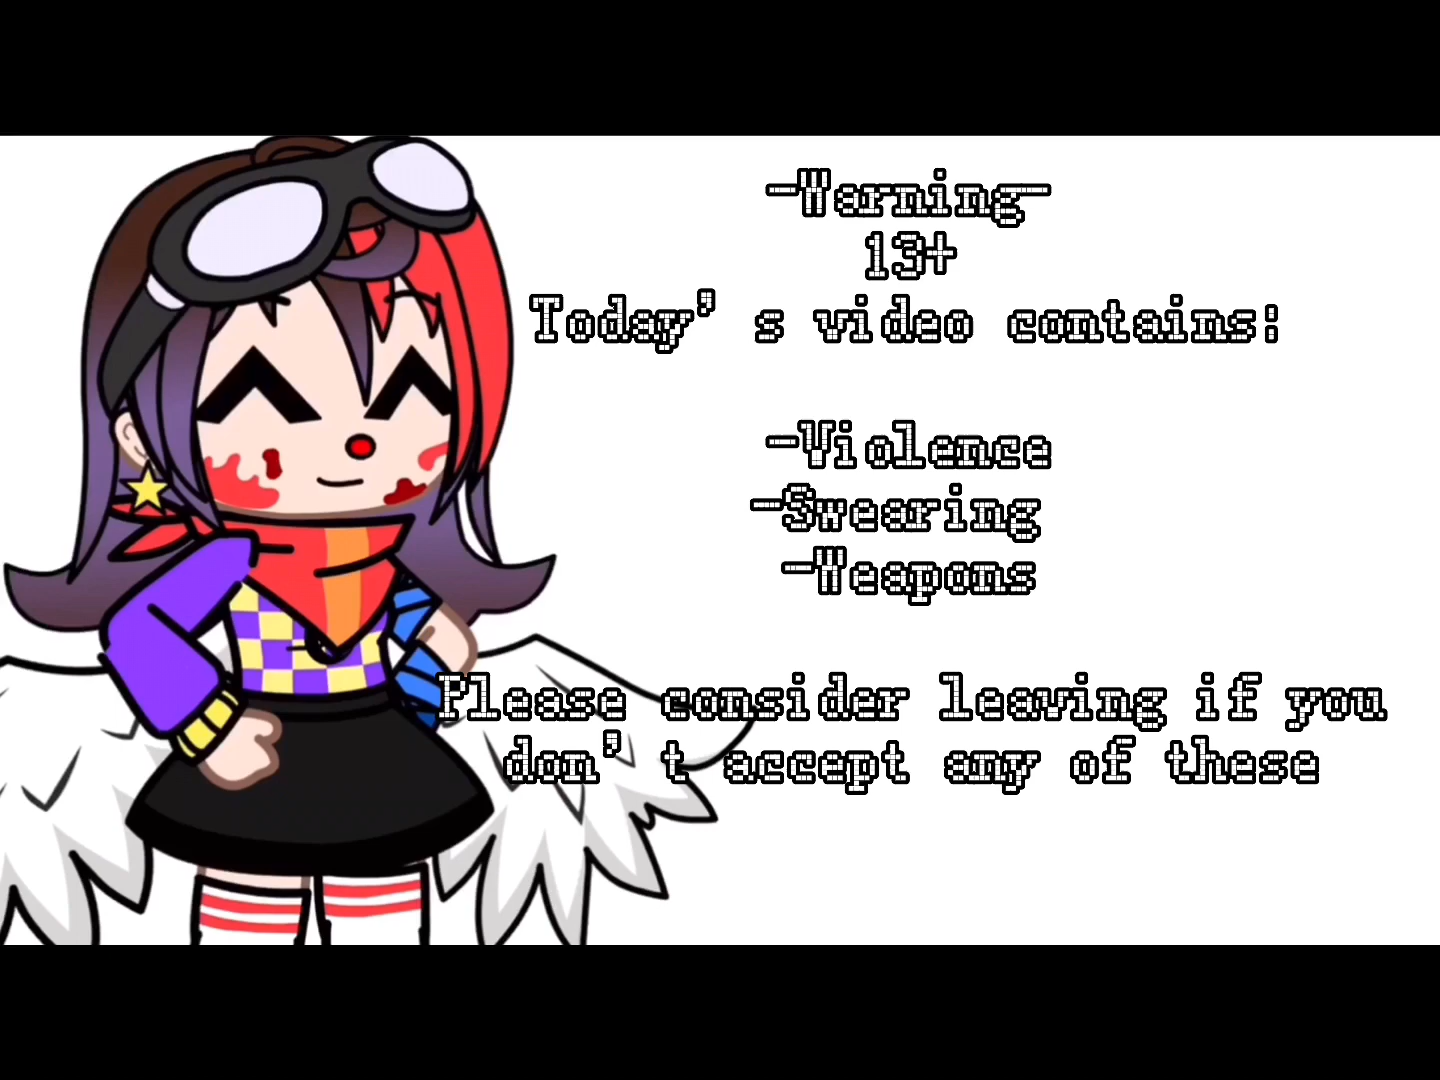 -Warning-
13+
Today's video contains:
-Violence
-Swearing
-Weapons
Please consider leaving if you
don't accept any of these